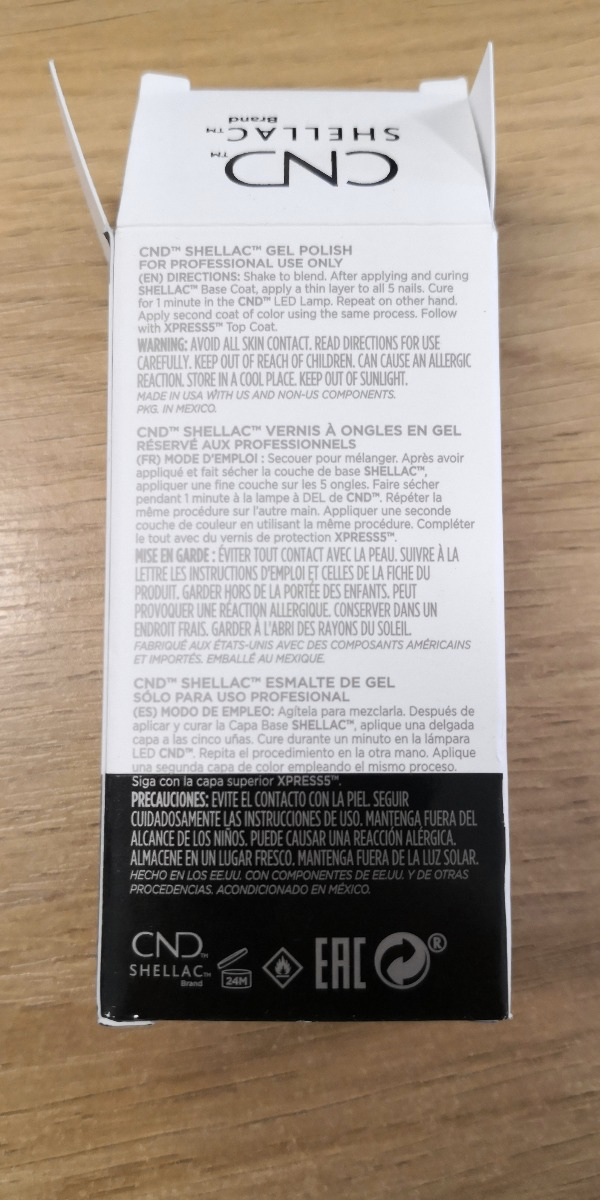 CND™
SHELLAC™
Brand
CND™ SHELLAC™ GEL POLISH
FOR PROFESSIONAL USE ONLY
(EN) DIRECTIONS: Shake to blend. After applying and curing
SHELLAC™ Base Coat, apply a thin layer to all 5 nails. Cure
for 1 minute in the CND™ LED Lamp. Repeat on other hand.
Apply second coat of color using the same process. Follow
with XPRESS5™ Top Coat.
WARNING: AVOID ALL SKIN CONTACT. READ DIRECTIONS FOR USE
CAREFULLY. KEEP OUT OF REACH OF CHILDREN. CAN CAUSE AN ALLERGIC
REACTION. STORE IN A COOL PLACE. KEEP OUT OF SUNLIGHT.
MADE IN USA WITH US AND NON-US COMPONENTS.
PKG. IN MEXICO.
CND™ SHELLAC™ VERNIS À ONGLES EN GEL
RÉSERVÉ AUX PROFESSIONNELS
(FR) MODE D'EMPLOI : Secouer pour mélanger. Après avoir
appliqué et fait sécher la couche de base SHELLAC™,
appliquer une fine couche sur les 5 ongles. Faire sécher
pendant 1 minute à la lampe à DEL de CND™. Répéter la
même procédure sur l'autre main. Appliquer une seconde
couche de couleur en utilisant la même procédure. Compléter
le tout avec du vernis de protection XPRESS5™.
MISE EN GARDE : ÉVITER TOUT CONTACT AVEC LA PEAU. SUIVRE À LA
LETTRE LES INSTRUCTIONS D'EMPLOI ET CELLES DE LA FICHE DU
PRODUIT. GARDER HORS DE LA PORTÉE DES ENFANTS. PEUT
PROVOQUER UNE RÉACTION ALLERGIQUE. CONSERVER DANS UN
ENDROIT FRAIS. GARDER À L'ABRI DES RAYONS DU SOLEIL.
FABRIQUÉ AUX ÉTATS-UNIS AVEC DES COMPOSANTS AMÉRICAINS
ET IMPORTÉS. EMBALLÉ AU MEXIQUE.
CND™ SHELLAC™ ESMALTE DE GEL
SÓLO PARA USO PROFESIONAL
(ES) MODO DE EMPLEO: Agítela para mezclarla. Después de
aplicar y curar la Capa Base SHELLAC™, aplique una delgada
capa a las cinco uñas. Cure durante un minuto en la lámpara
LED CND™. Repita el procedimiento en la otra mano. Aplique
una segunda capa de color empleando el mismo proceso.
Siga con la capa superior XPRESS5™.
PRECAUCIONES: EVITE EL CONTACTO CON LA PIEL. SEGUIR
CUIDADOSAMENTE LAS INSTRUCCIONES DE USO. MANTENGA FUERA DEL
ALCANCE DE LOS NIÑOS. PUEDE CAUSAR UNA REACCIÓN ALÉRGICA.
ALMACENE EN UN LUGAR FRESCO. MANTENGA FUERA DE LA LUZ SOLAR.
HECHO EN LOS EE.UU. CON COMPONENTES DE EE.UU. Y DE OTRAS
PROCEDENCIAS. ACONDICIONADO EN MÉXICO.
CND™
SHELLAC™
Brand
24M
EAC
®